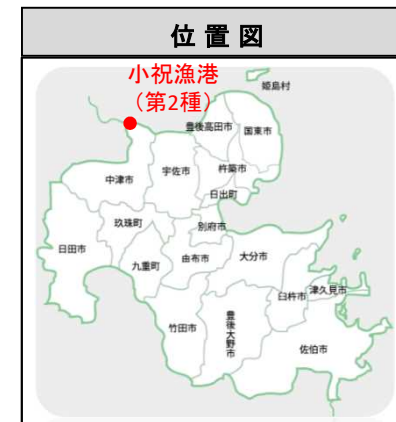 位置図
小祝漁港
（第2種）
姫島村
豊後高田市
国東市
宇佐市
杵築市
中津市
日出町
玖珠町
別府市
日田市
由布市
大分市
九重町
臼杵市
津久見市
竹田市
豊後大野市
佐伯市